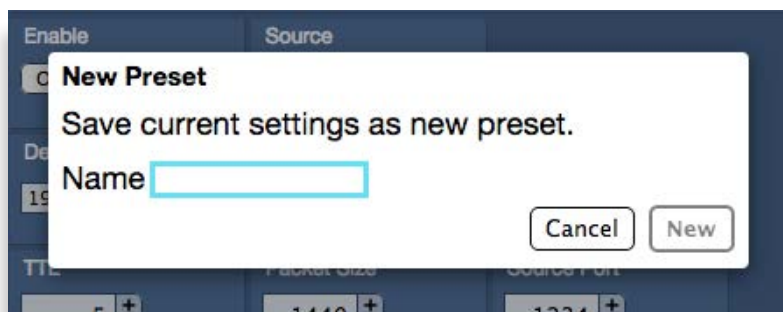 Enable Source
New Preset
Save current settings as new preset.
Name
Cancel New
TTL Packet Size Source Port
5 + 1440 + 1234 +